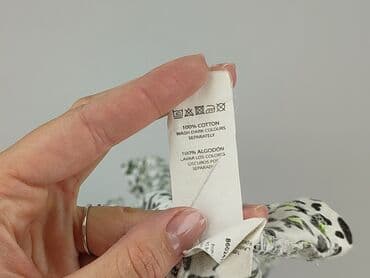 100% COTTON
WASH DARK COLOURS
SEPARATELY
100% ALGODÓN
LAVAR LOS COLORES
OSCUROS POR
SEPARADO